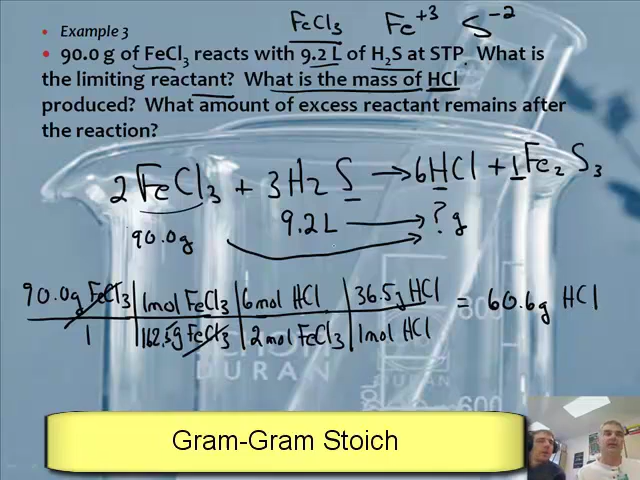 FeCl₃ Fe⁺³ S⁻²
• Example 3
• 90.0 g of FeCl₃ reacts with 9.2 L of H₂S at STP. What is
the limiting reactant? What is the mass of HCl
produced? What amount of excess reactant remains after
the reaction?
2FeCl₃ + 3H₂S → 6HCl + 1Fe₂S₃
90.0g 9.2L → ? g
90.0g FeCl₃ | 1mol FeCl₃ | 6mol HCl | 36.5g HCl = 60.6g HCl
1 | 162.5g FeCl₃ | 2mol FeCl₃ | 1mol HCl
DURAN
600
600
Gram-Gram Stoich